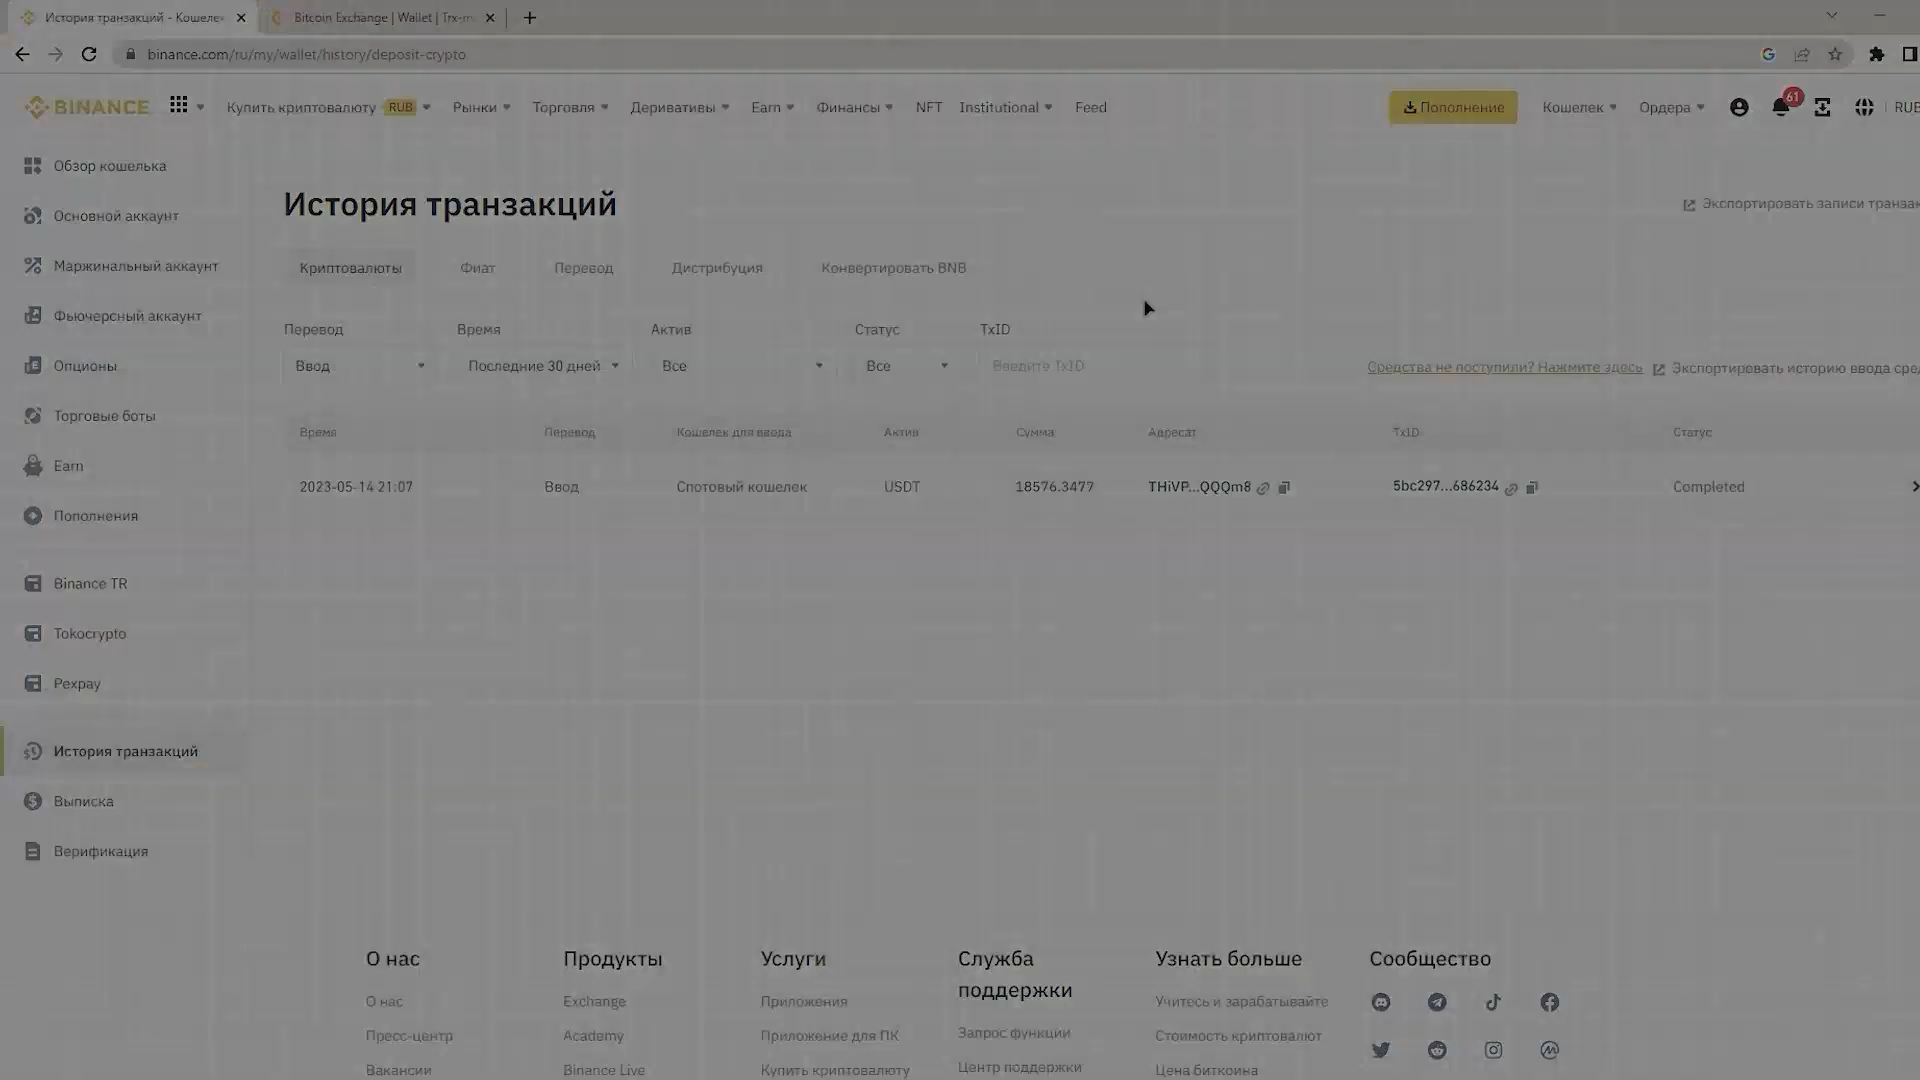 История транзакций - Кошеле
Bitcoin Exchange | Wallet | Trx-m
binance.com/ru/my/wallet/history/deposit-crypto
BINANCE
Купить криптовалюту RUB
Рынки
Торговля
Деривативы
Earn
Финансы
NFT
Institutional
Feed
Пополнение
Кошелек
Ордера
61
RUB
Обзор кошелька
Основной аккаунт
Маржинальный аккаунт
Фьючерсный аккаунт
Опционы
Торговые боты
Earn
Пополнения
Binance TR
Tokocrypto
Pexpay
История транзакций
Выписка
Верификация
История транзакций
Экспортировать записи транзак
Криптовалюты
Фиат
Перевод
Дистрибуция
Конвертировать BNB
Перевод
Время
Актив
Статус
TxID
Ввод
Последние 30 дней
Все
Все
Введите TxID
Средства не поступили? Нажмите здесь
Экспортировать историю ввода сре
Время
Перевод
Кошелек для ввода
Актив
Сумма
Адресат
TxID
Статус
2023-05-14 21:07
Ввод
Спотовый кошелек
USDT
18576.3477
THiVP...QQQm8
5bc297...686234
Completed
О нас
О нас
Пресс-центр
Вакансии
Продукты
Exchange
Academy
Binance Live
Услуги
Приложения
Приложение для ПК
Купить криптовалюту
Служба
поддержки
Запрос функции
Центр поддержки
Узнать больше
Учитесь и зарабатывайте
Стоимость криптовалют
Цена биткоина
Сообщество